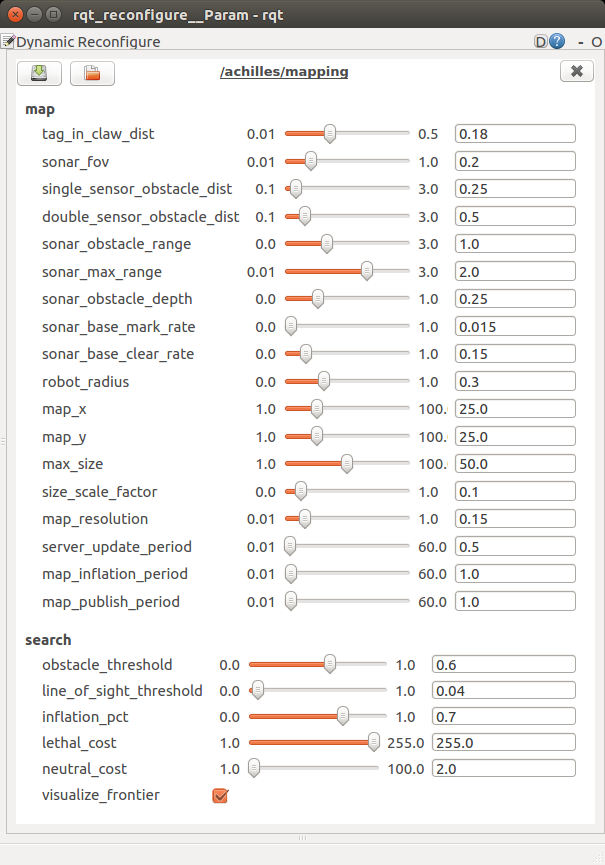 rqt_reconfigure__Param - rqt
Dynamic Reconfigure D ? - O
/achilles/mapping
map
tag_in_claw_dist 0.01 0.5 0.18
sonar_fov 0.01 1.0 0.2
single_sensor_obstacle_dist 0.1 3.0 0.25
double_sensor_obstacle_dist 0.1 3.0 0.5
sonar_obstacle_range 0.0 3.0 1.0
sonar_max_range 0.01 3.0 2.0
sonar_obstacle_depth 0.0 1.0 0.25
sonar_base_mark_rate 0.0 1.0 0.015
sonar_base_clear_rate 0.0 1.0 0.15
robot_radius 0.0 1.0 0.3
map_x 1.0 100. 25.0
map_y 1.0 100. 25.0
max_size 1.0 100. 50.0
size_scale_factor 0.0 1.0 0.1
map_resolution 0.01 1.0 0.15
server_update_period 0.01 60.0 0.5
map_inflation_period 0.01 60.0 1.0
map_publish_period 0.01 60.0 1.0
search
obstacle_threshold 0.0 1.0 0.6
line_of_sight_threshold 0.0 1.0 0.04
inflation_pct 0.0 1.0 0.7
lethal_cost 1.0 255.0 255.0
neutral_cost 1.0 100.0 2.0
visualize_frontier